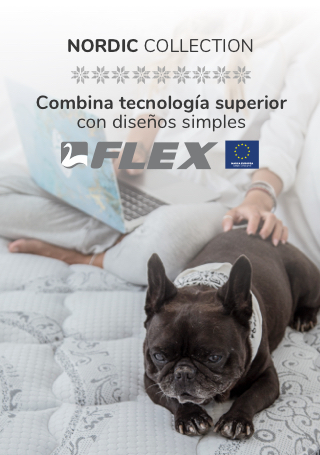 NORDIC COLLECTION
Combina tecnología superior
con diseños simples
FLEX